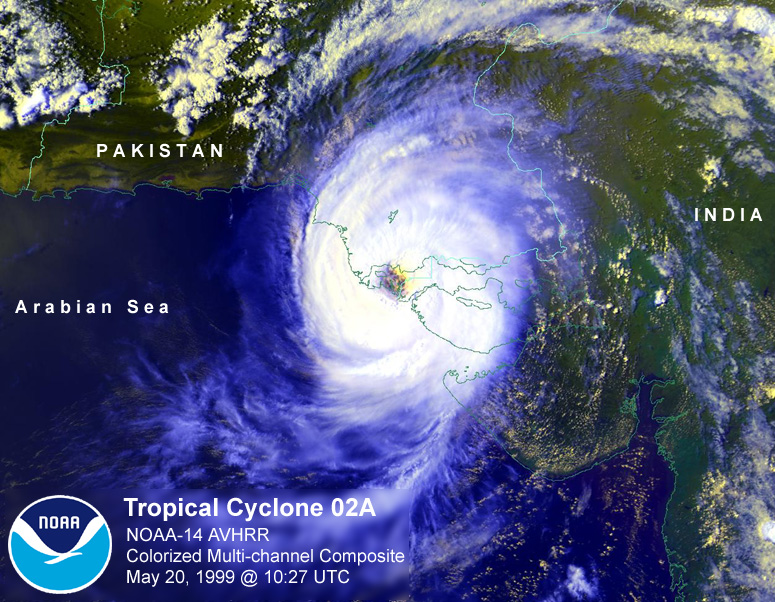 PAKISTAN
INDIA
Arabian Sea
NOAA
Tropical Cyclone 02A
NOAA-14 AVHRR
Colorized Multi-channel Composite
May 20, 1999 @ 10:27 UTC